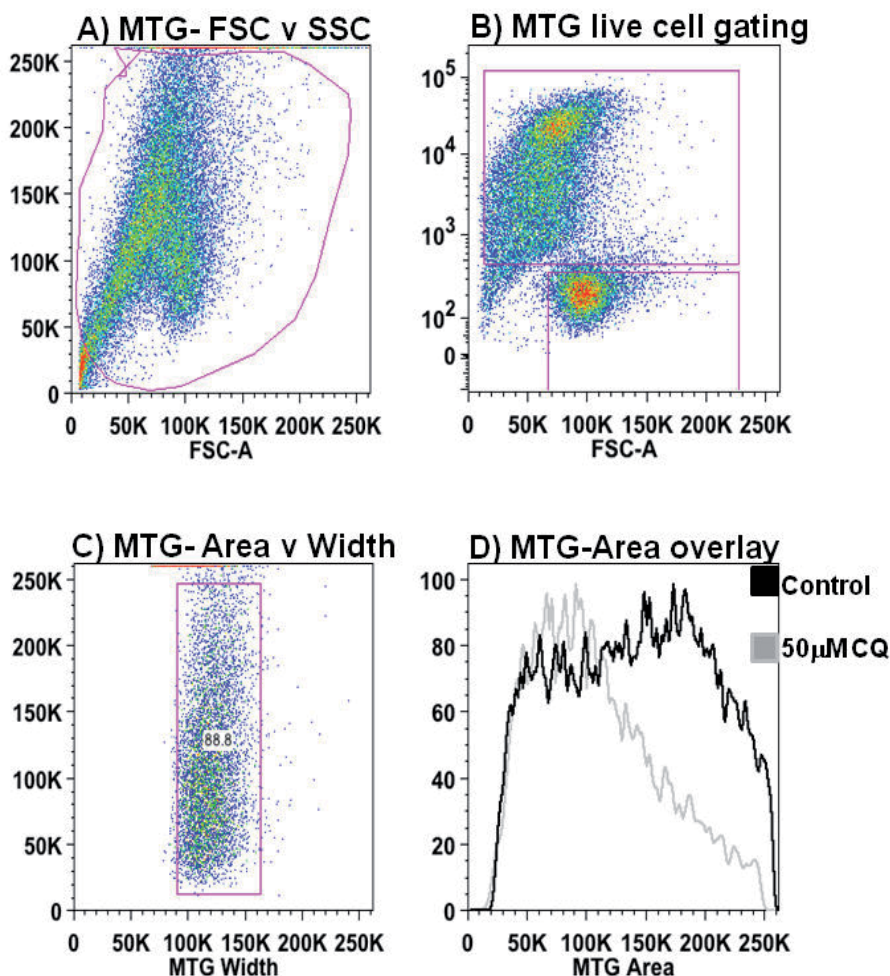 A) MTG- FSC v SSC
250K
200K
150K
100K
50K
0
0 50K 100K 150K 200K 250K
FSC-A
B) MTG live cell gating
10^5
10^4
10^3
10^2
0
0 50K 100K 150K 200K 250K
FSC-A
C) MTG- Area v Width
250K
200K
150K
100K
50K
0
88.8
0 50K 100K 150K 200K 250K
MTG Width
D) MTG-Area overlay
100
80
60
40
20
0
Control
50μM CQ
0 50K 100K 150K 200K 250K
MTG Area